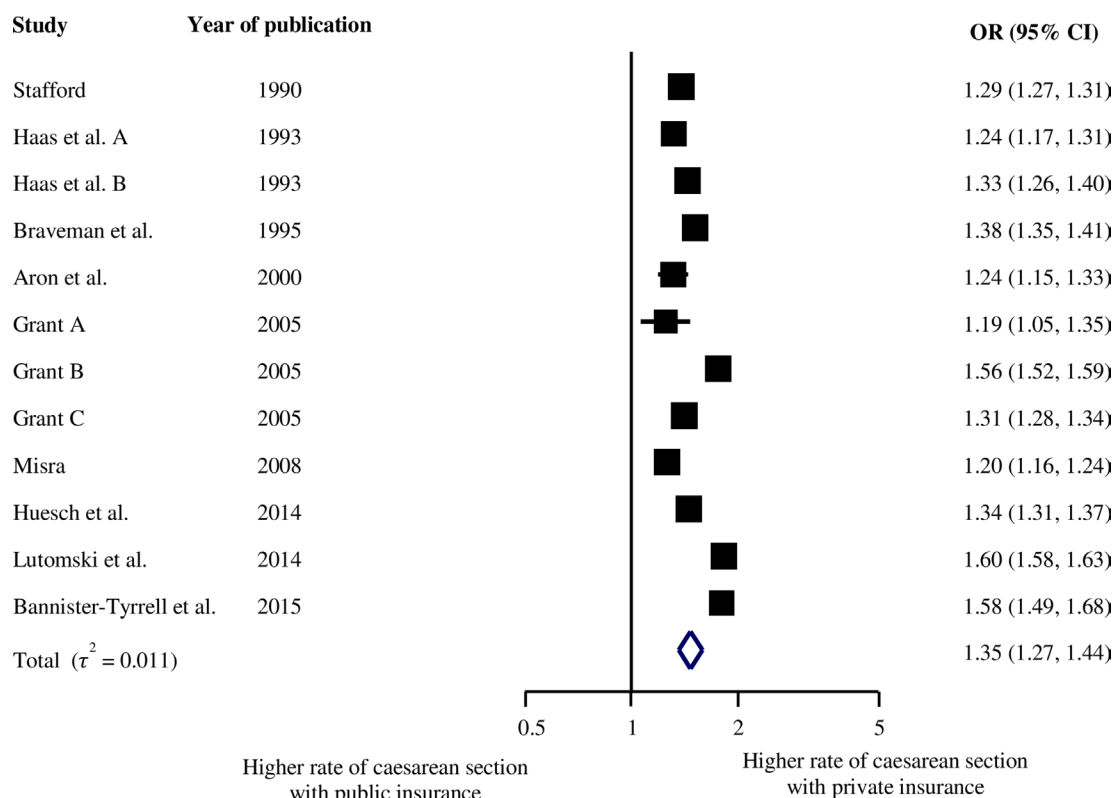 Study Year of publication OR (95% CI)
Stafford 1990 1.29 (1.27, 1.31)
Haas et al. A 1993 1.24 (1.17, 1.31)
Haas et al. B 1993 1.33 (1.26, 1.40)
Braveman et al. 1995 1.38 (1.35, 1.41)
Aron et al. 2000 1.24 (1.15, 1.33)
Grant A 2005 1.19 (1.05, 1.35)
Grant B 2005 1.56 (1.52, 1.59)
Grant C 2005 1.31 (1.28, 1.34)
Misra 2008 1.20 (1.16, 1.24)
Huesch et al. 2014 1.34 (1.31, 1.37)
Lutomski et al. 2014 1.60 (1.58, 1.63)
Bannister-Tyrrell et al. 2015 1.58 (1.49, 1.68)
Total (τ² = 0.011) 1.35 (1.27, 1.44)
0.5 1 2 5
Higher rate of caesarean section
with public insurance
Higher rate of caesarean section
with private insurance